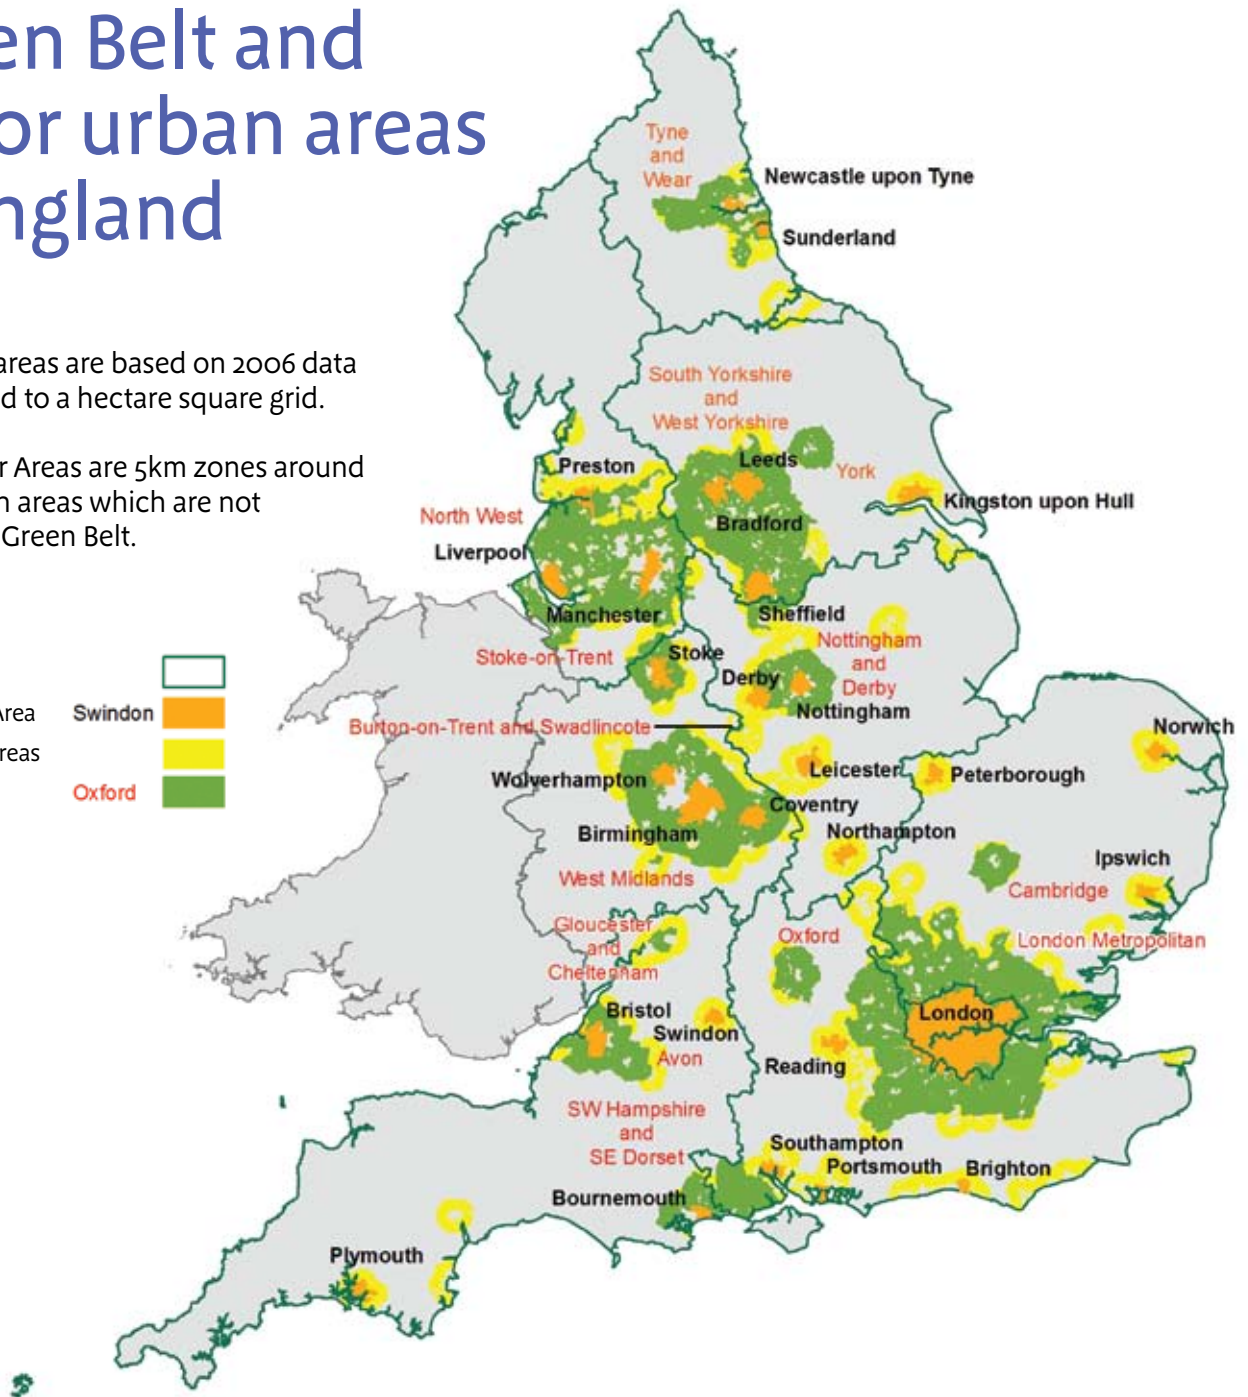 en Belt and
or urban areas
ngland
areas are based on 2006 data
d to a hectare square grid.
r Areas are 5km zones around
n areas which are not
Green Belt.
Area
Swindon
reas
Oxford
Tyne
and
Wear
Newcastle upon Tyne
Sunderland
South Yorkshire
and
West Yorkshire
Leeds
York
Preston
Kingston upon Hull
North West
Bradford
Liverpool
Manchester
Sheffield
Nottingham
and
Derby
Stoke-on-Trent
Stoke
Derby
Nottingham
Burton-on-Trent and Swadlincote
Norwich
Wolverhampton
Leicester
Peterborough
Coventry
Birmingham
Northampton
Ipswich
West Midlands
Cambridge
Gloucester
and
Cheltenham
Oxford
London Metropolitan
Bristol
Swindon
London
Avon
Reading
SW Hampshire
and
SE Dorset
Southampton
Portsmouth
Brighton
Bournemouth
Plymouth